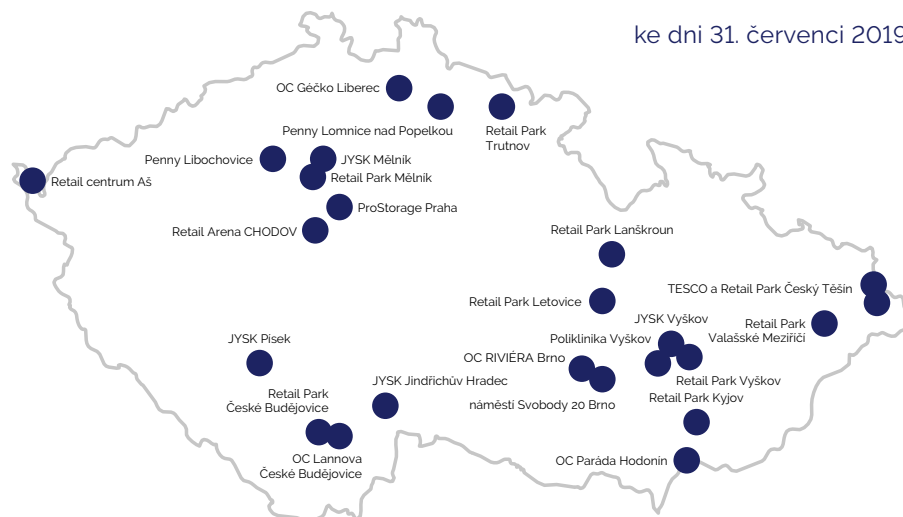 ke dni 31. červenci 2019
OC Géčko Liberec
Penny Lomnice nad Popelkou
Retail Park
Trutnov
Penny Libochovice
JYSK Mělník
Retail Park Mělník
Retail centrum Aš
ProStorage Praha
Retail Arena CHODOV
Retail Park Lanškroun
TESCO a Retail Park Český Těšín
Retail Park Letovice
JYSK Vyškov
Retail Park
Valašské Meziříčí
JYSK Písek
Poliklinika Vyškov
OC RIVIÉRA Brno
JYSK Jindřichův Hradec
Retail Park Vyškov
Retail Park
České Budějovice
náměstí Svobody 20 Brno
Retail Park Kyjov
OC Lannova
České Budějovice
OC Paráda Hodonín